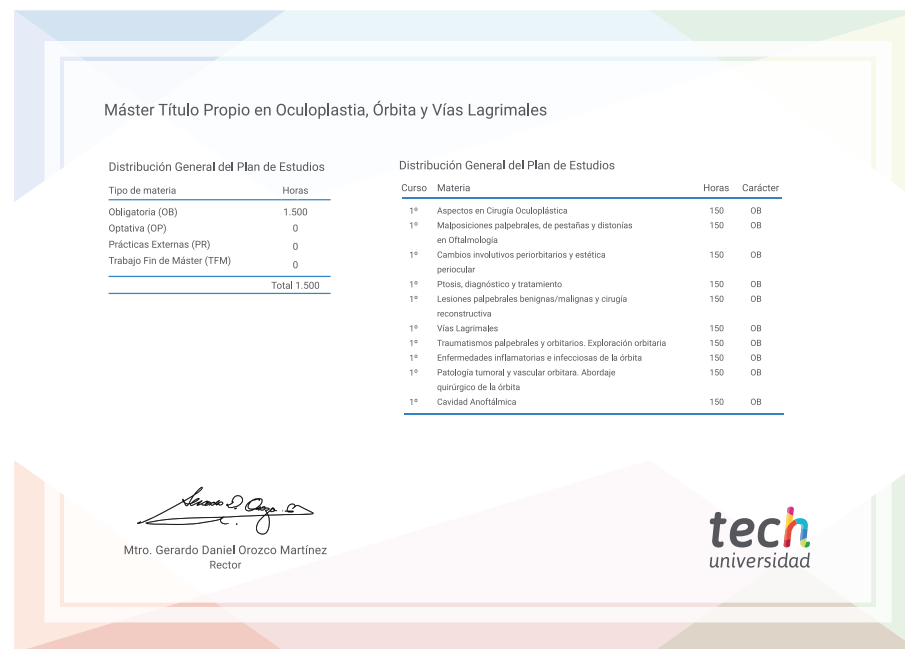 Máster Título Propio en Oculoplastia, Órbita y Vías Lagrimales
Distribución General del Plan de Estudios
Tipo de materia Horas
Obligatoria (OB) 1.500
Optativa (OP) 0
Prácticas Externas (PR) 0
Trabajo Fin de Máster (TFM) 0
Total 1.500
Distribución General del Plan de Estudios
Curso Materia Horas Carácter
1º Aspectos en Cirugía Oculoplástica 150 OB
1º Malposiciones palpebrales, de pestañas y distonías 150 OB
en Oftalmología
1º Cambios involutivos periorbitarios y estética 150 OB
periocular
1º Ptosis, diagnóstico y tratamiento 150 OB
1º Lesiones palpebrales benignas/malignas y cirugía 150 OB
reconstructiva
1º Vías Lagrimales 150 OB
1º Traumatismos palpebrales y orbitarios. Exploración orbitaria 150 OB
1º Enfermedades inflamatorias e infecciosas de la órbita 150 OB
1º Patología tumoral y vascular orbitara. Abordaje 150 OB
quirúrgico de la órbita
1º Cavidad Anoftálmica 150 OB
Mtro. Gerardo Daniel Orozco Martínez
Rector
tech
universidad